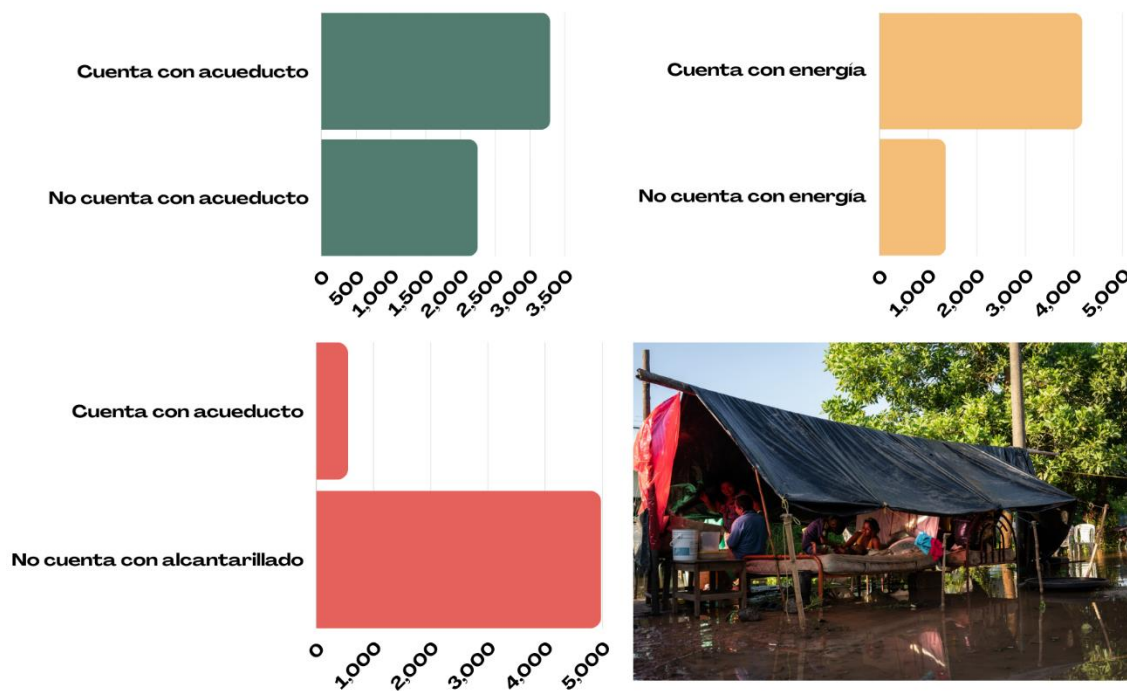 Cuenta con acueducto
No cuenta con acueducto
0 500 1,000 1,500 2,000 2,500 3,000 3,500
Cuenta con energía
No cuenta con energía
0 1,000 2,000 3,000 4,000 5,000
Cuenta con acueducto
No cuenta con alcantarillado
0 1,000 2,000 3,000 4,000 5,000